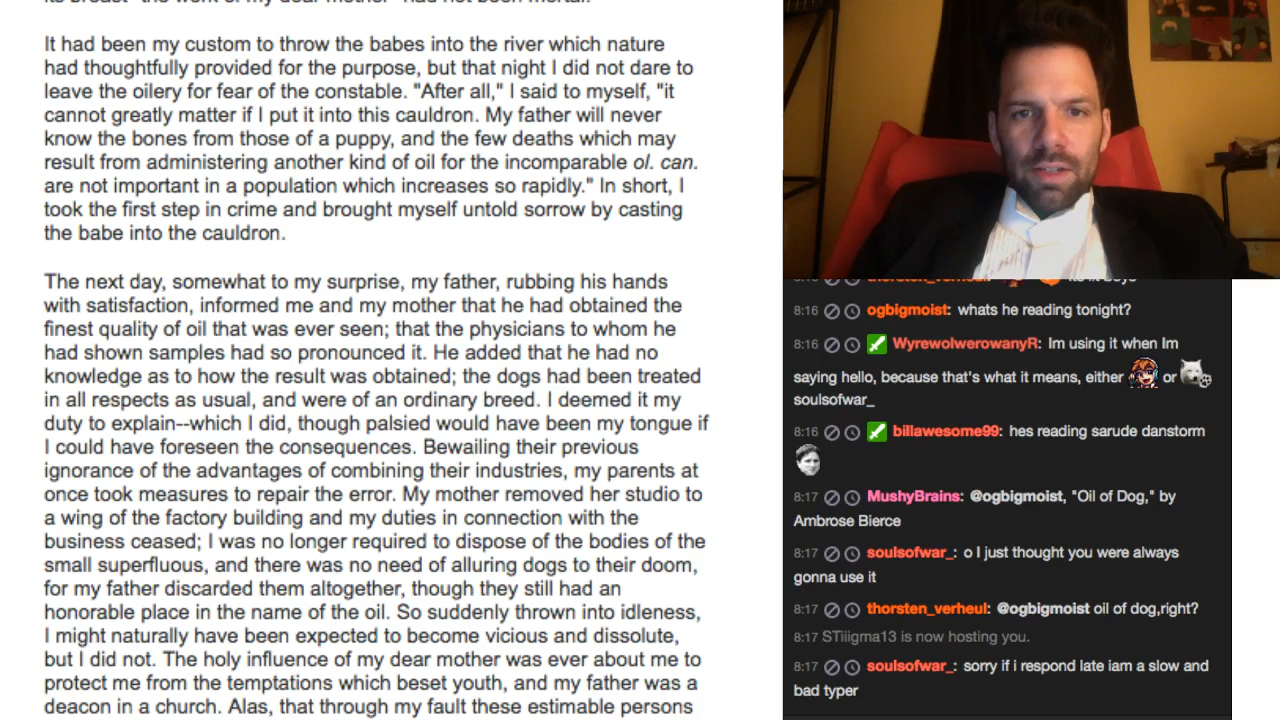 its breast--the work of my dear mother--had not been mortal.
It had been my custom to throw the babes into the river which nature
had thoughtfully provided for the purpose, but that night I did not dare to
leave the oilery for fear of the constable. "After all," I said to myself, "it
cannot greatly matter if I put it into this cauldron. My father will never
know the bones from those of a puppy, and the few deaths which may
result from administering another kind of oil for the incomparable ol. can.
are not important in a population which increases so rapidly." In short, I
took the first step in crime and brought myself untold sorrow by casting
the babe into the cauldron.
The next day, somewhat to my surprise, my father, rubbing his hands
with satisfaction, informed me and my mother that he had obtained the
finest quality of oil that was ever seen; that the physicians to whom he
had shown samples had so pronounced it. He added that he had no
knowledge as to how the result was obtained; the dogs had been treated
in all respects as usual, and were of an ordinary breed. I deemed it my
duty to explain--which I did, though palsied would have been my tongue if
I could have foreseen the consequences. Bewailing their previous
ignorance of the advantages of combining their industries, my parents at
once took measures to repair the error. My mother removed her studio to
a wing of the factory building and my duties in connection with the
business ceased; I was no longer required to dispose of the bodies of the
small superfluous, and there was no need of alluring dogs to their doom,
for my father discarded them altogether, though they still had an
honorable place in the name of the oil. So suddenly thrown into idleness,
I might naturally have been expected to become vicious and dissolute,
but I did not. The holy influence of my dear mother was ever about me to
protect me from the temptations which beset youth, and my father was a
deacon in a church. Alas, that through my fault these estimable persons
8:16 ogbigmoist: whats he reading tonight?
8:16 WyrewolwerowanyR: Im using it when Im
saying hello, because that's what it means, either or
soulsofwar_
8:16 billawesome99: hes reading sarude danstorm
8:17 MushyBrains: @ogbigmoist, "Oil of Dog," by
Ambrose Bierce
8:17 soulsofwar_: o I just thought you were always
gonna use it
8:17 thorsten_verheul: @ogbigmoist oil of dog,right?
8:17 STiiigma13 is now hosting you.
8:17 soulsofwar_: sorry if i respond late iam a slow and
bad typer